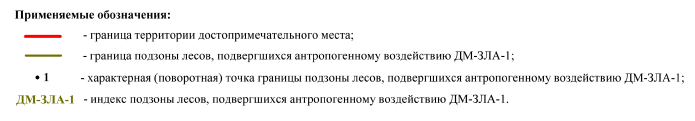 Применяемые обозначения:
- граница территории достопримечательного места;
- граница подзоны лесов, подвергшихся антропогенному воздействию ДМ-ЗЛА-1;
• 1 - характерная (поворотная) точка границы подзоны лесов, подвергшихся антропогенному воздействию ДМ-ЗЛА-1;
ДМ-ЗЛА-1 - индекс подзоны лесов, подвергшихся антропогенному воздействию ДМ-ЗЛА-1.